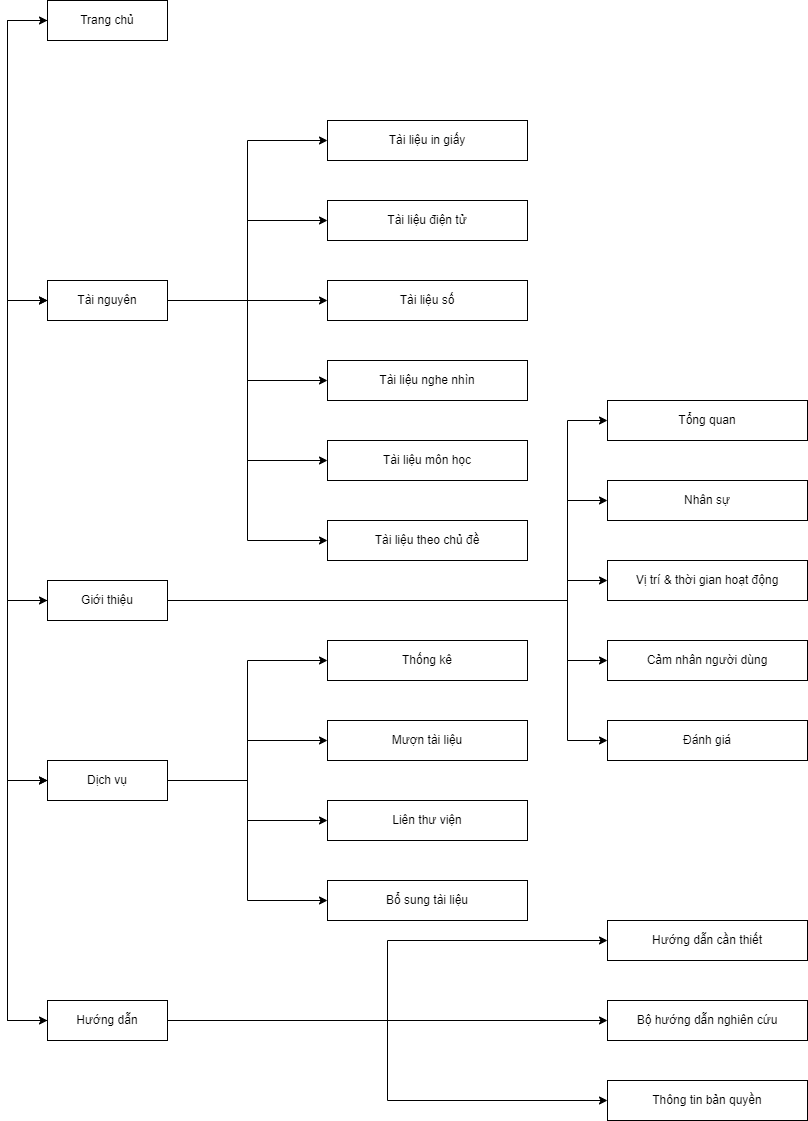 Trang chủ
Tài nguyên
Tài liệu in giấy
Tài liệu điện tử
Tài liệu số
Tài liệu nghe nhìn
Tài liệu môn học
Tài liệu theo chủ đề
Giới thiệu
Tổng quan
Nhân sự
Vị trí & thời gian hoạt động
Cảm nhân người dùng
Đánh giá
Dịch vụ
Thống kê
Mượn tài liệu
Liên thư viện
Bổ sung tài liệu
Hướng dẫn
Hướng dẫn cần thiết
Bộ hướng dẫn nghiên cứu
Thông tin bản quyền